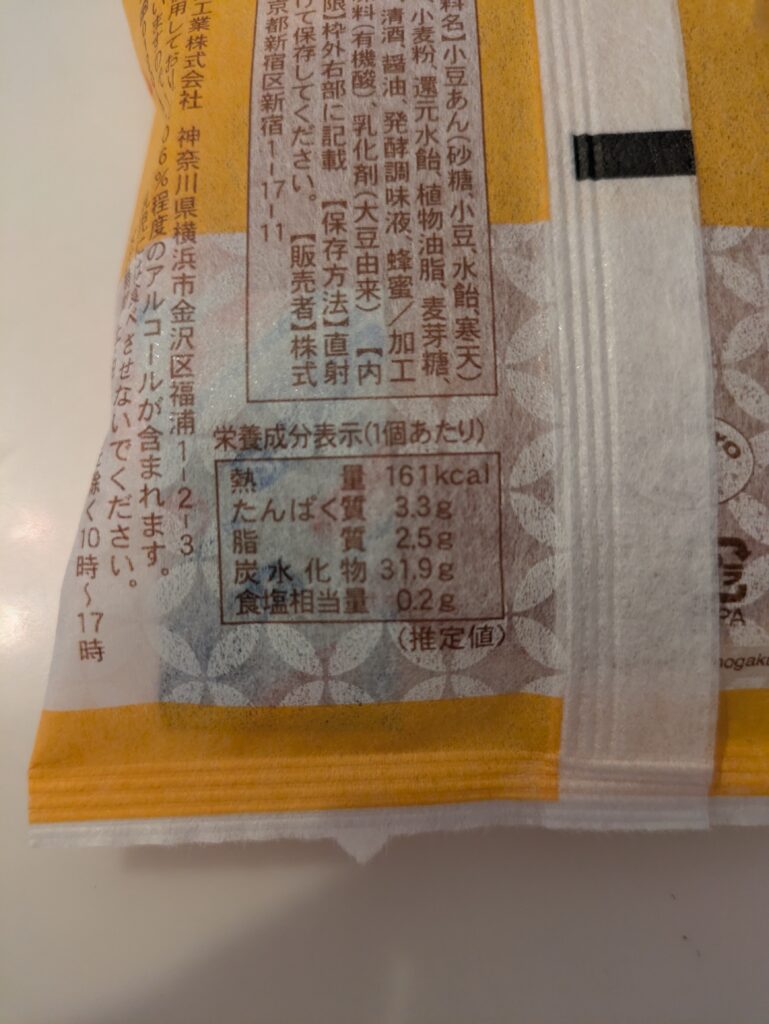 料名】小豆あん(砂糖、小豆、水飴、寒天)
、小麦粉、還元水飴、植物油脂、麦芽糖、
清酒、醤油、発酵調味液、蜂蜜／加工
料(有機酸)、乳化剤(大豆由来) 【内
限】枠外右部に記載 【保存方法】直射
けて保存してください。 【販売者】株式
京都新宿区新宿1-17-11
工業株式会社 神奈川県横浜市金沢区福浦1-2-3
6%程度のアルコールが含まれます。
べさせないでください。
除く10時～17時
栄養成分表示(1個あたり)
熱量 161kcal
たんぱく質 3.3g
脂質 2.5g
炭水化物 31.9g
食塩相当量 0.2g
(推定値)
プラ
PA